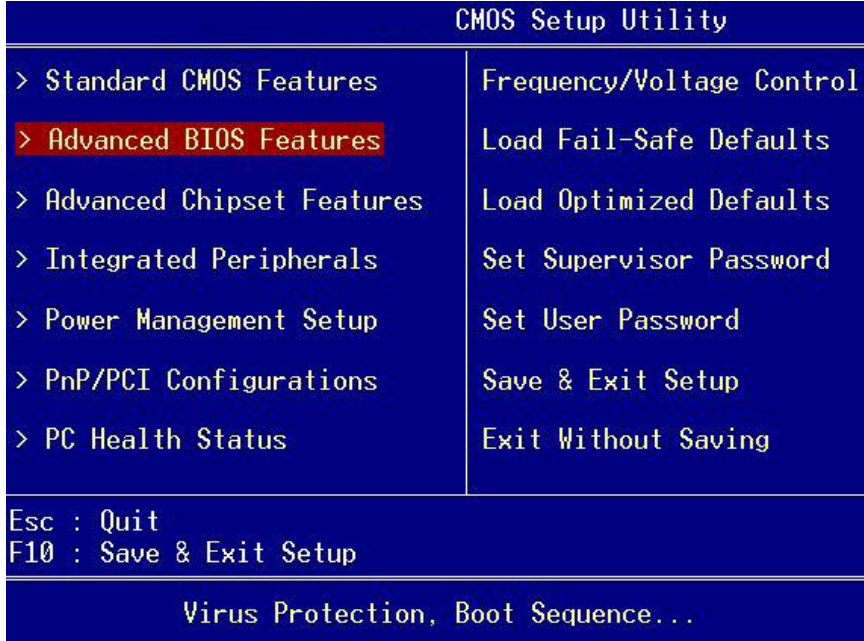 CMOS Setup Utility
> Standard CMOS Features
> Advanced BIOS Features
> Advanced Chipset Features
> Integrated Peripherals
> Power Management Setup
> PnP/PCI Configurations
> PC Health Status
Frequency/Voltage Control
Load Fail-Safe Defaults
Load Optimized Defaults
Set Supervisor Password
Set User Password
Save & Exit Setup
Exit Without Saving
Esc : Quit
F10 : Save & Exit Setup
Virus Protection, Boot Sequence...